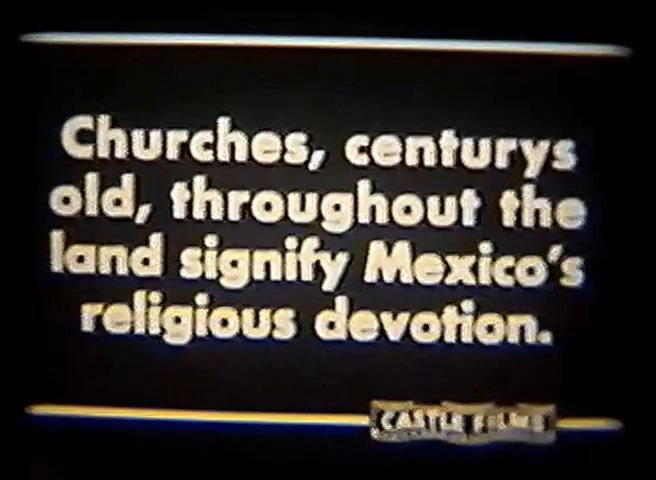 Churches, centurys
old, throughout the
land signify Mexico's
religious devotion.
CASTLE FILMS